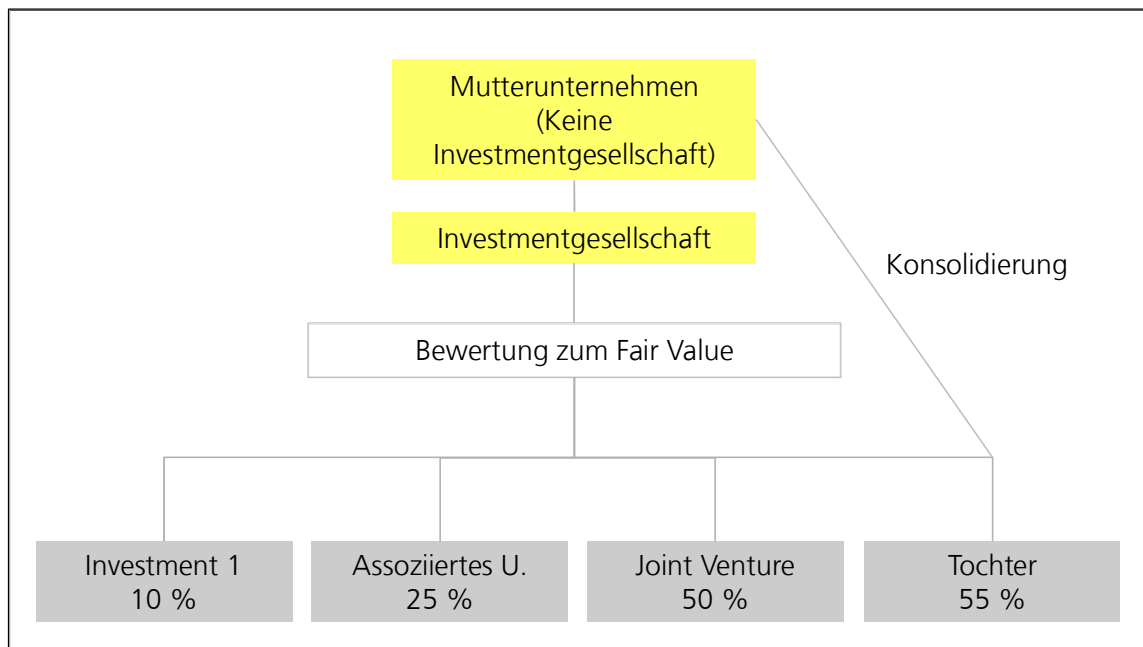 Mutterunternehmen
(Keine
Investmentgesellschaft)
Investmentgesellschaft
Konsolidierung
Bewertung zum Fair Value
Investment 1
10 %
Assoziiertes U.
25 %
Joint Venture
50 %
Tochter
55 %